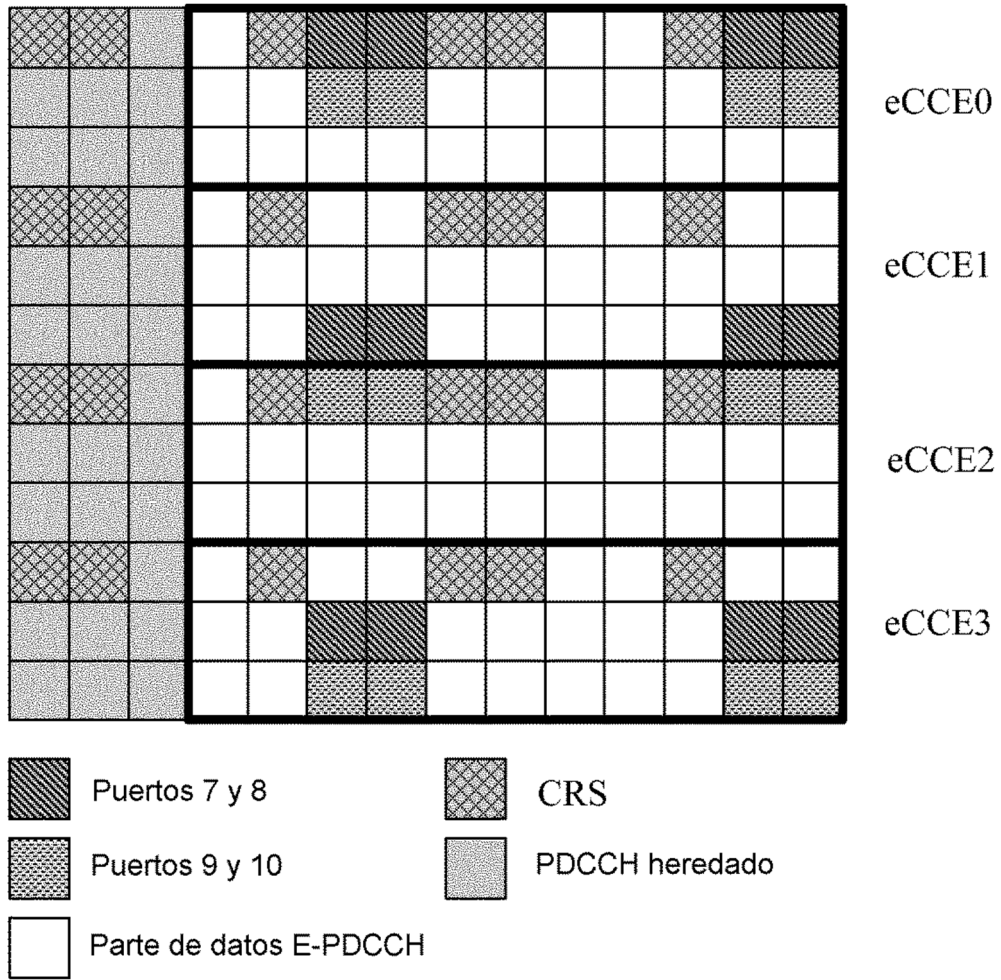 eCCE0
eCCE1
eCCE2
eCCE3
Puertos 7 y 8
CRS
Puertos 9 y 10
PDCCH heredado
Parte de datos E-PDCCH